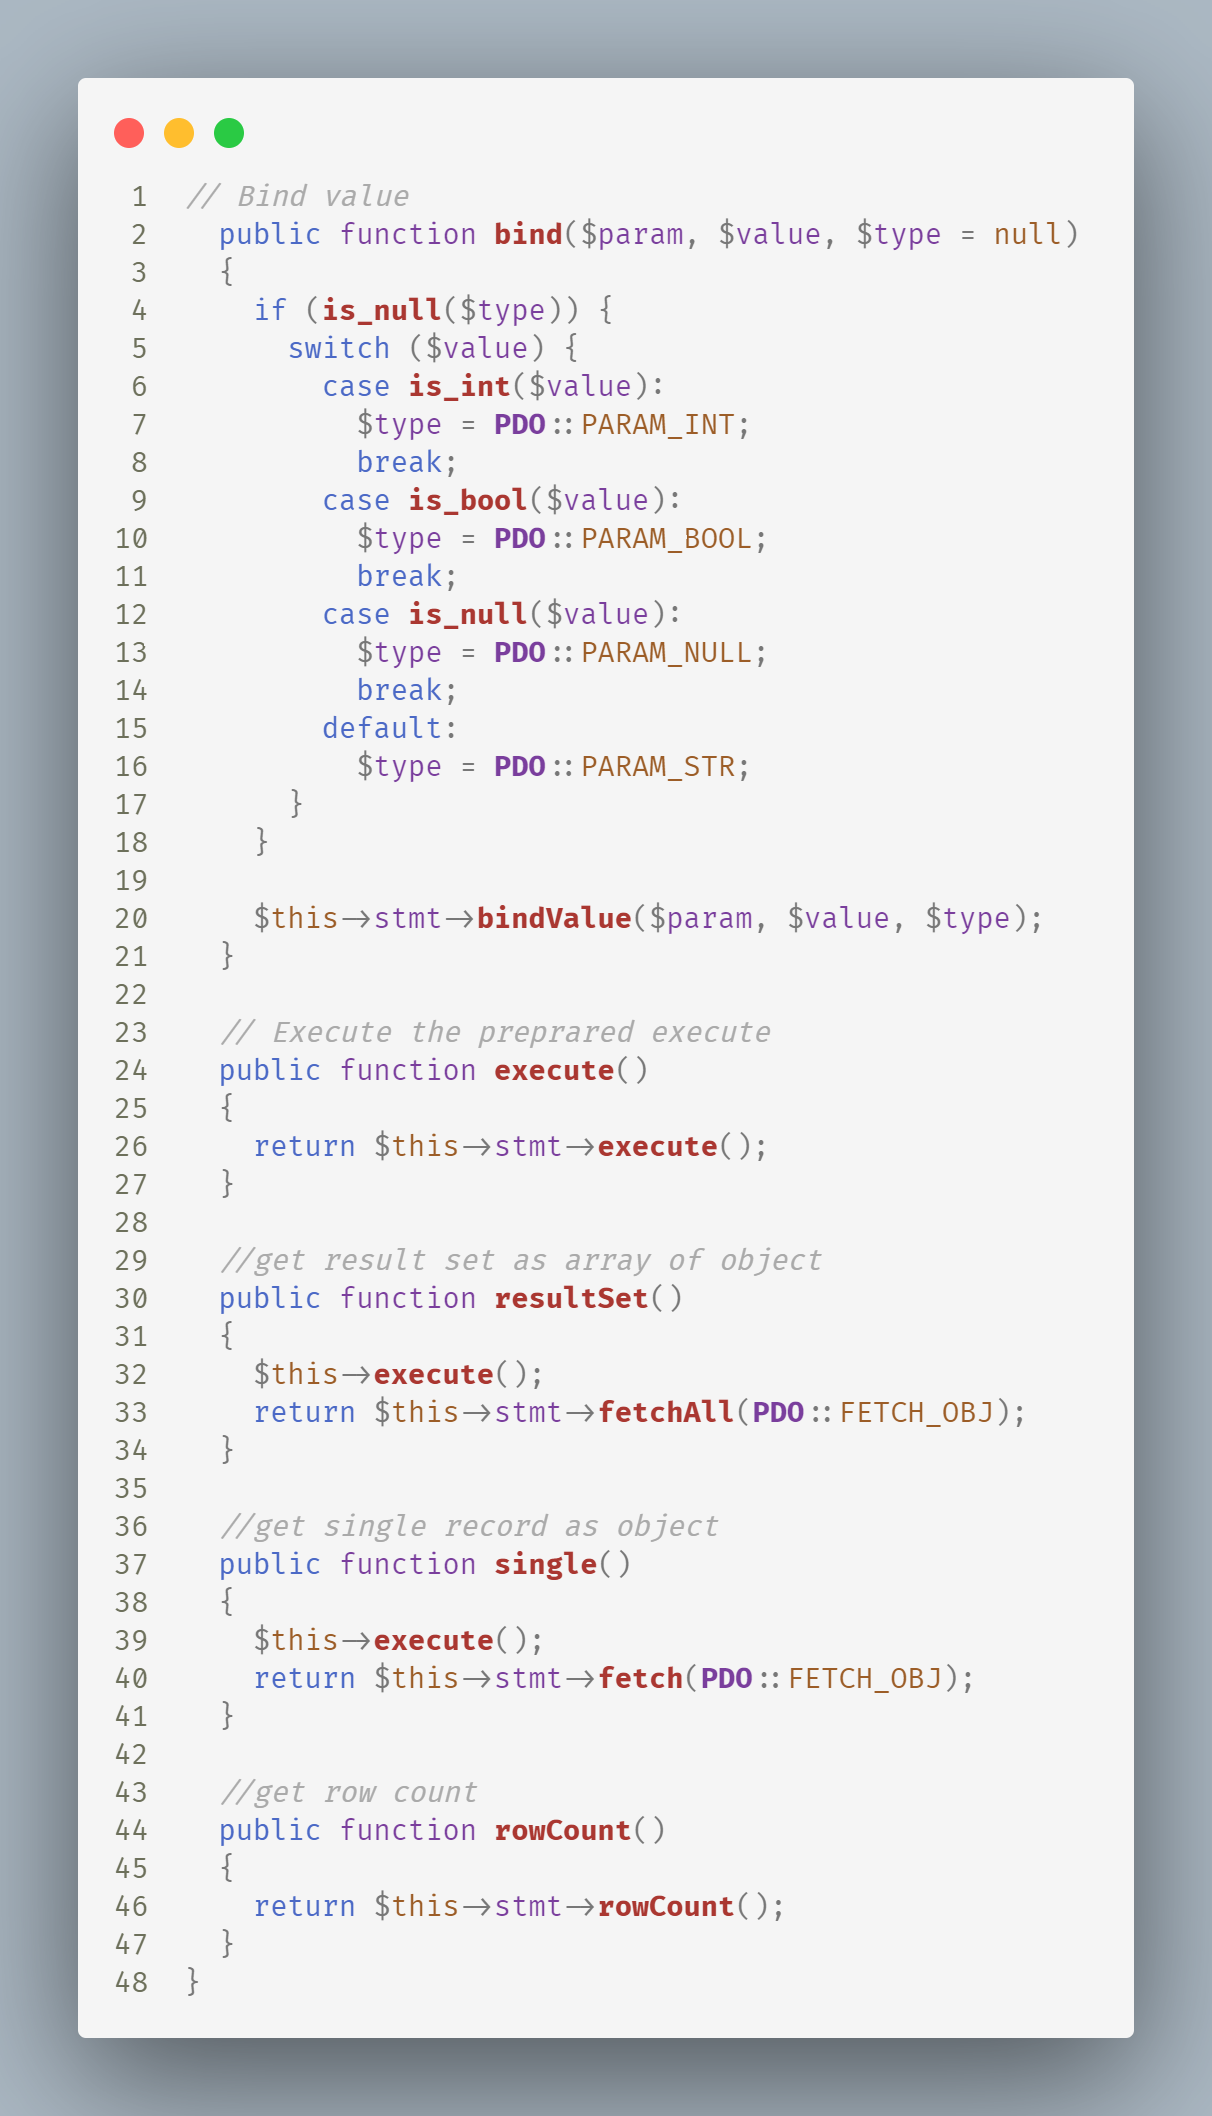 1 // Bind value
2   public function bind($param, $value, $type = null)
3   {
4     if (is_null($type)) {
5       switch ($value) {
6         case is_int($value):
7           $type = PDO::PARAM_INT;
8           break;
9         case is_bool($value):
10           $type = PDO::PARAM_BOOL;
11           break;
12         case is_null($value):
13           $type = PDO::PARAM_NULL;
14           break;
15         default:
16           $type = PDO::PARAM_STR;
17       }
18     }
19
20     $this->stmt->bindValue($param, $value, $type);
21   }
22
23   // Execute the preprared execute
24   public function execute()
25   {
26     return $this->stmt->execute();
27   }
28
29   //get result set as array of object
30   public function resultSet()
31   {
32     $this->execute();
33     return $this->stmt->fetchAll(PDO::FETCH_OBJ);
34   }
35
36   //get single record as object
37   public function single()
38   {
39     $this->execute();
40     return $this->stmt->fetch(PDO::FETCH_OBJ);
41   }
42
43   //get row count
44   public function rowCount()
45   {
46     return $this->stmt->rowCount();
47   }
48 }